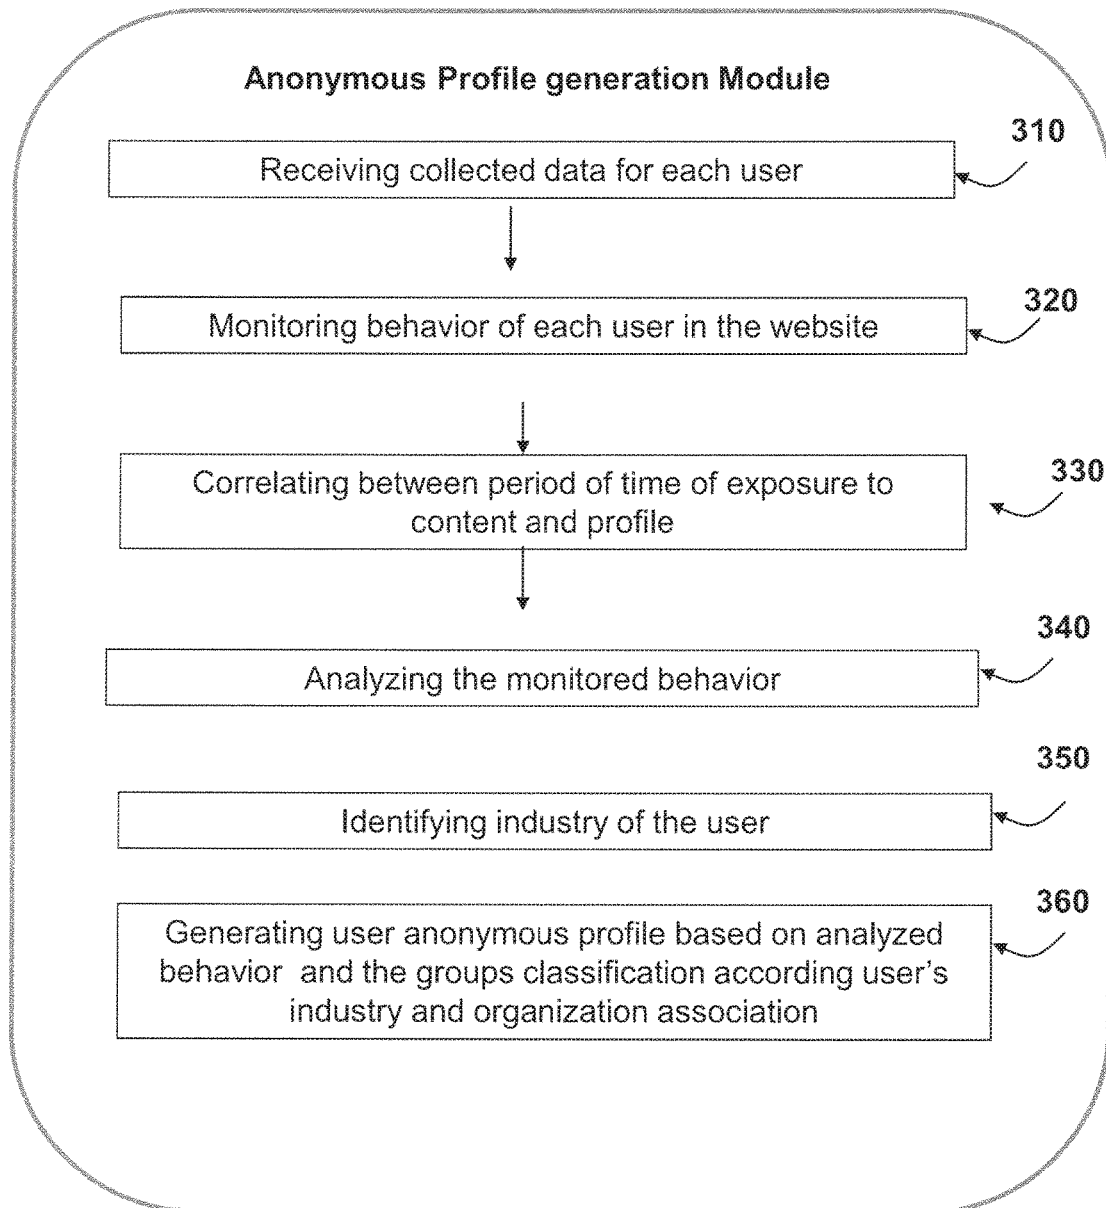 Anonymous Profile generation Module
310
Receiving collected data for each user
320
Monitoring behavior of each user in the website
330
Correlating between period of time of exposure to
content and profile
340
Analyzing the monitored behavior
350
Identifying industry of the user
360
Generating user anonymous profile based on analyzed
behavior and the groups classification according user's
industry and organization association